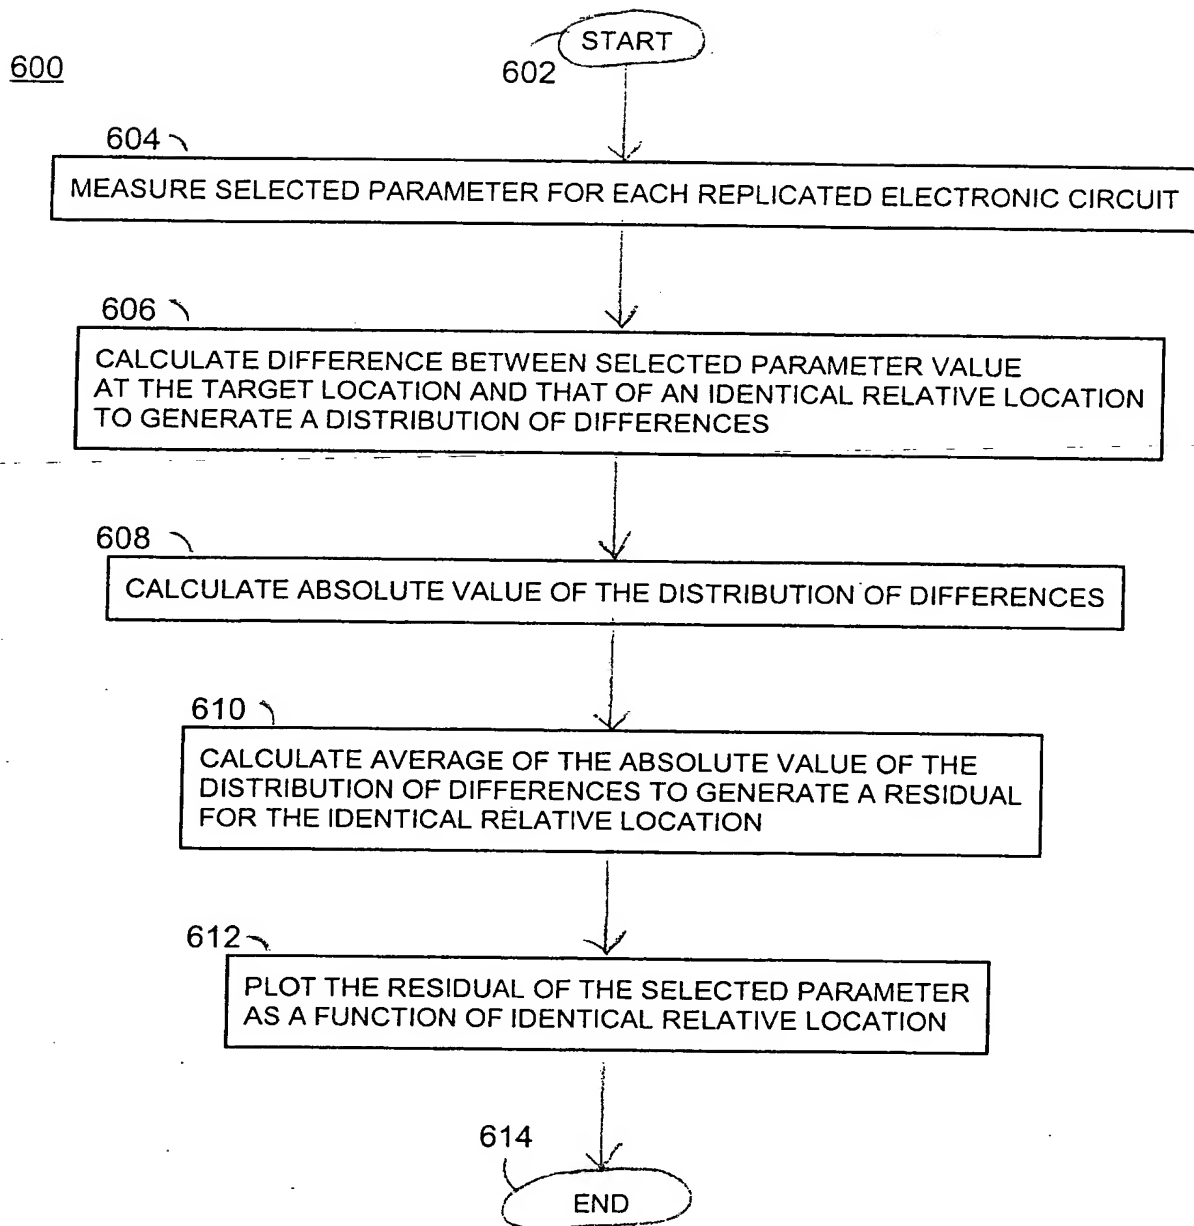 600
START
602
604
MEASURE SELECTED PARAMETER FOR EACH REPLICATED ELECTRONIC CIRCUIT
606
CALCULATE DIFFERENCE BETWEEN SELECTED PARAMETER VALUE
AT THE TARGET LOCATION AND THAT OF AN IDENTICAL RELATIVE LOCATION
TO GENERATE A DISTRIBUTION OF DIFFERENCES
608
CALCULATE ABSOLUTE VALUE OF THE DISTRIBUTION OF DIFFERENCES
610
CALCULATE AVERAGE OF THE ABSOLUTE VALUE OF THE
DISTRIBUTION OF DIFFERENCES TO GENERATE A RESIDUAL
FOR THE IDENTICAL RELATIVE LOCATION
612
PLOT THE RESIDUAL OF THE SELECTED PARAMETER
AS A FUNCTION OF IDENTICAL RELATIVE LOCATION
614
END